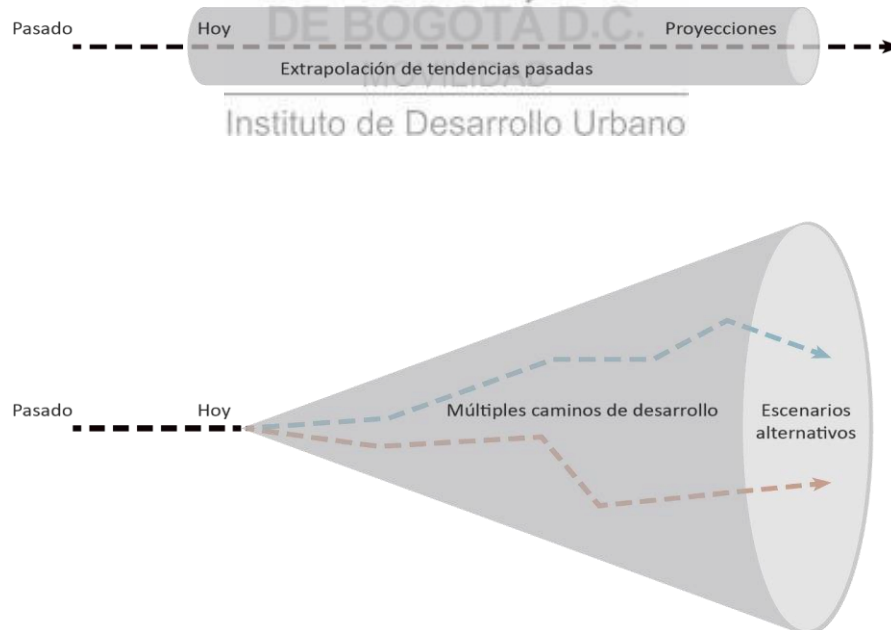 DE BOGOTÁ D.C.
Pasado
Hoy
Proyecciones
Extrapolación de tendencias pasadas
MOVILIDAD
Instituto de Desarrollo Urbano
Pasado
Hoy
Múltiples caminos de desarrollo
Escenarios
alternativos